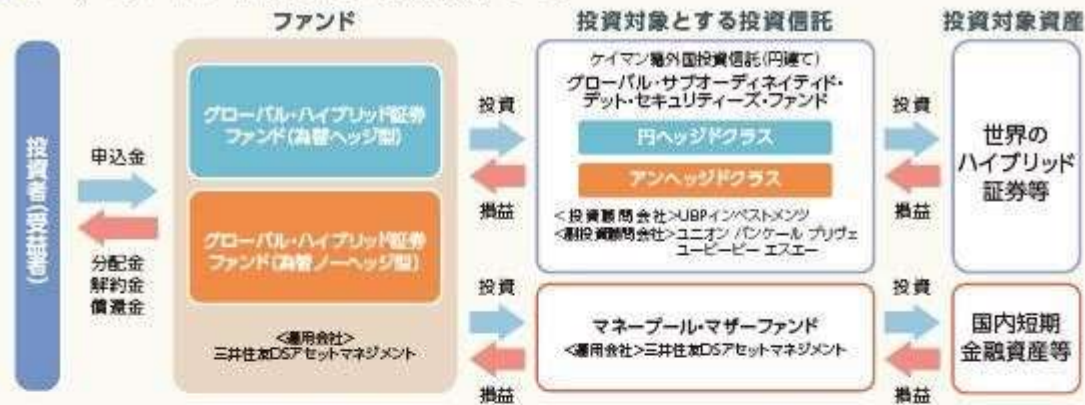 ファンド
投資対象とする投資信託
投資対象資産
投資者(受益者)
申込金
分配金
解約金
償還金
グローバル・ハイブリッド証券
ファンド(為替ヘッジ型)
グローバル・ハイブリッド証券
ファンド(為替ノーヘッジ型)
<運用会社>
三井住友DSアセットマネジメント
投資
損益
投資
損益
ケイマン籍外国投資信託(円建て)
グローバル・サブオーディネイティド・
デット・セキュリティーズ・ファンド
円ヘッジドクラス
アンヘッジドクラス
<投資顧問会社>UBPインベストメンツ
<副投資顧問会社>ユニオン バンケール プリヴェ
ユービーピー エスエー
マネープール・マザーファンド
<運用会社>三井住友DSアセットマネジメント
投資
損益
投資
損益
世界の
ハイブリッド
証券等
国内短期
金融資産等